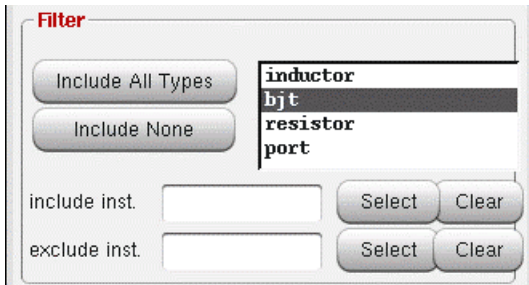 Filter
Include All Types
Include None
inductor
bjt
resistor
port
include inst. Select Clear
exclude inst. Select Clear